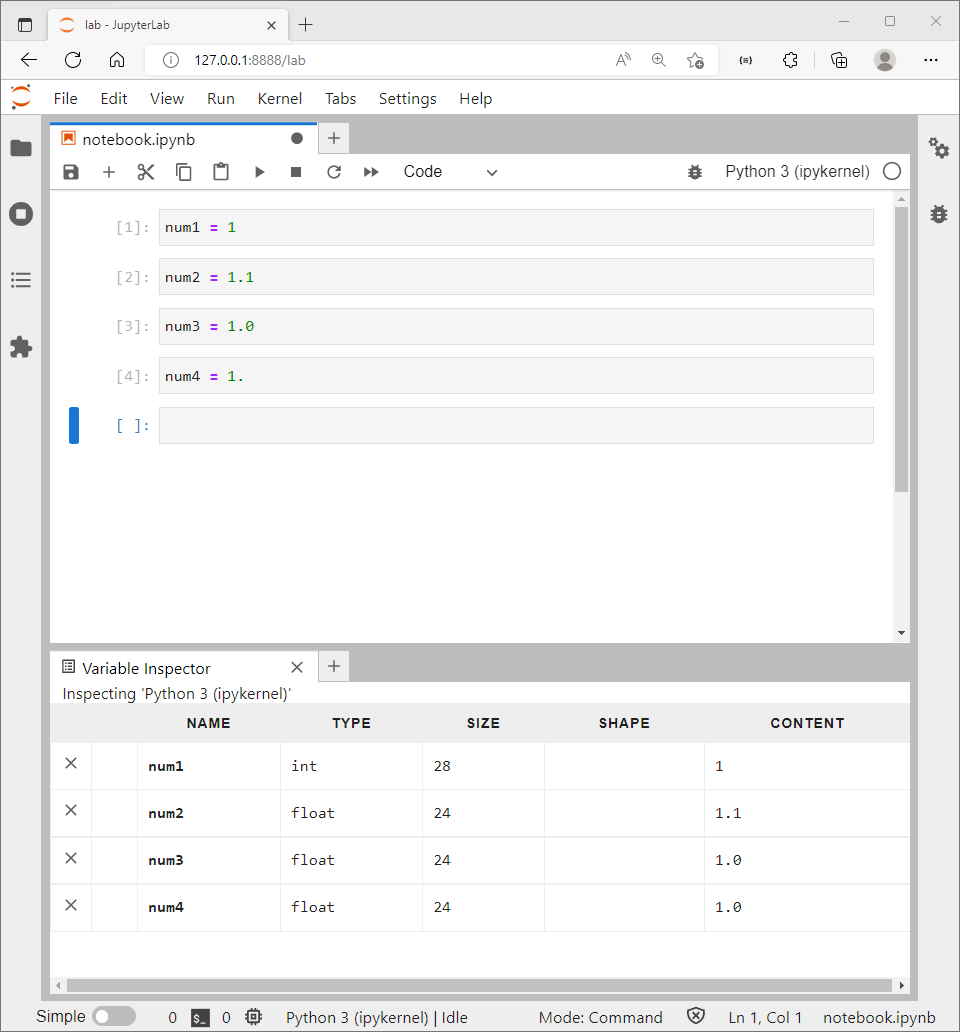 lab - JupyterLab
127.0.0.1:8888/lab
File Edit View Run Kernel Tabs Settings Help
notebook.ipynb
Code Python 3 (ipykernel)
[1]: num1 = 1
[2]: num2 = 1.1
[3]: num3 = 1.0
[4]: num4 = 1.
[ ]:
Variable Inspector
Inspecting 'Python 3 (ipykernel)'
NAME TYPE SIZE SHAPE CONTENT
num1 int 28 1
num2 float 24 1.1
num3 float 24 1.0
num4 float 24 1.0
Simple 0 $_ 0 Python 3 (ipykernel) | Idle Mode: Command Ln 1, Col 1 notebook.ipynb